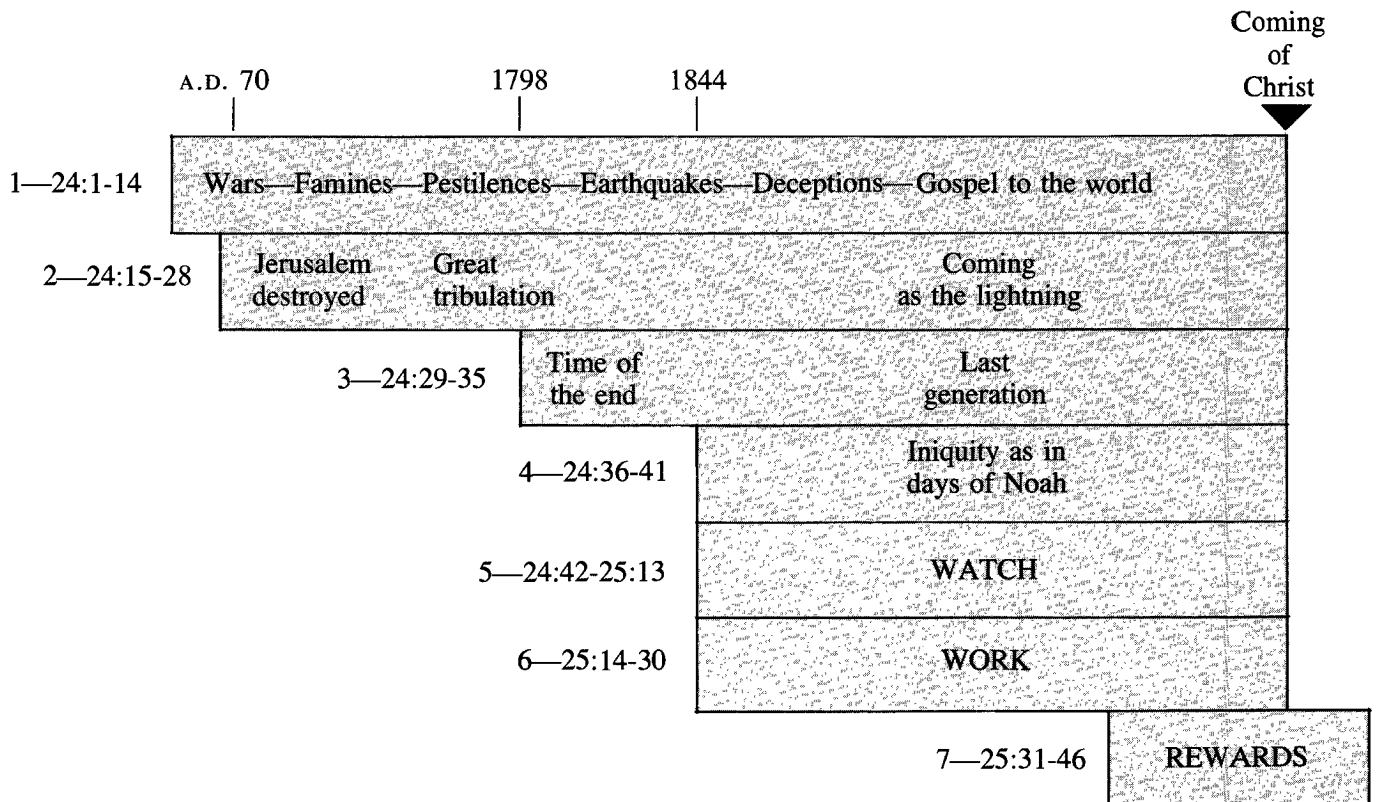 Coming
of
Christ
A.D. 70
1798
1844
1—24:1-14
Wars—Famines—Pestilences—Earthquakes—Deceptions—Gospel to the world
2—24:15-28
Jerusalem
destroyed
Great
tribulation
Coming
as the lightning
3—24:29-35
Time of
the end
Last
generation
4—24:36-41
Iniquity as in
days of Noah
5—24:42-25:13
WATCH
6—25:14-30
WORK
7—25:31-46
REWARDS